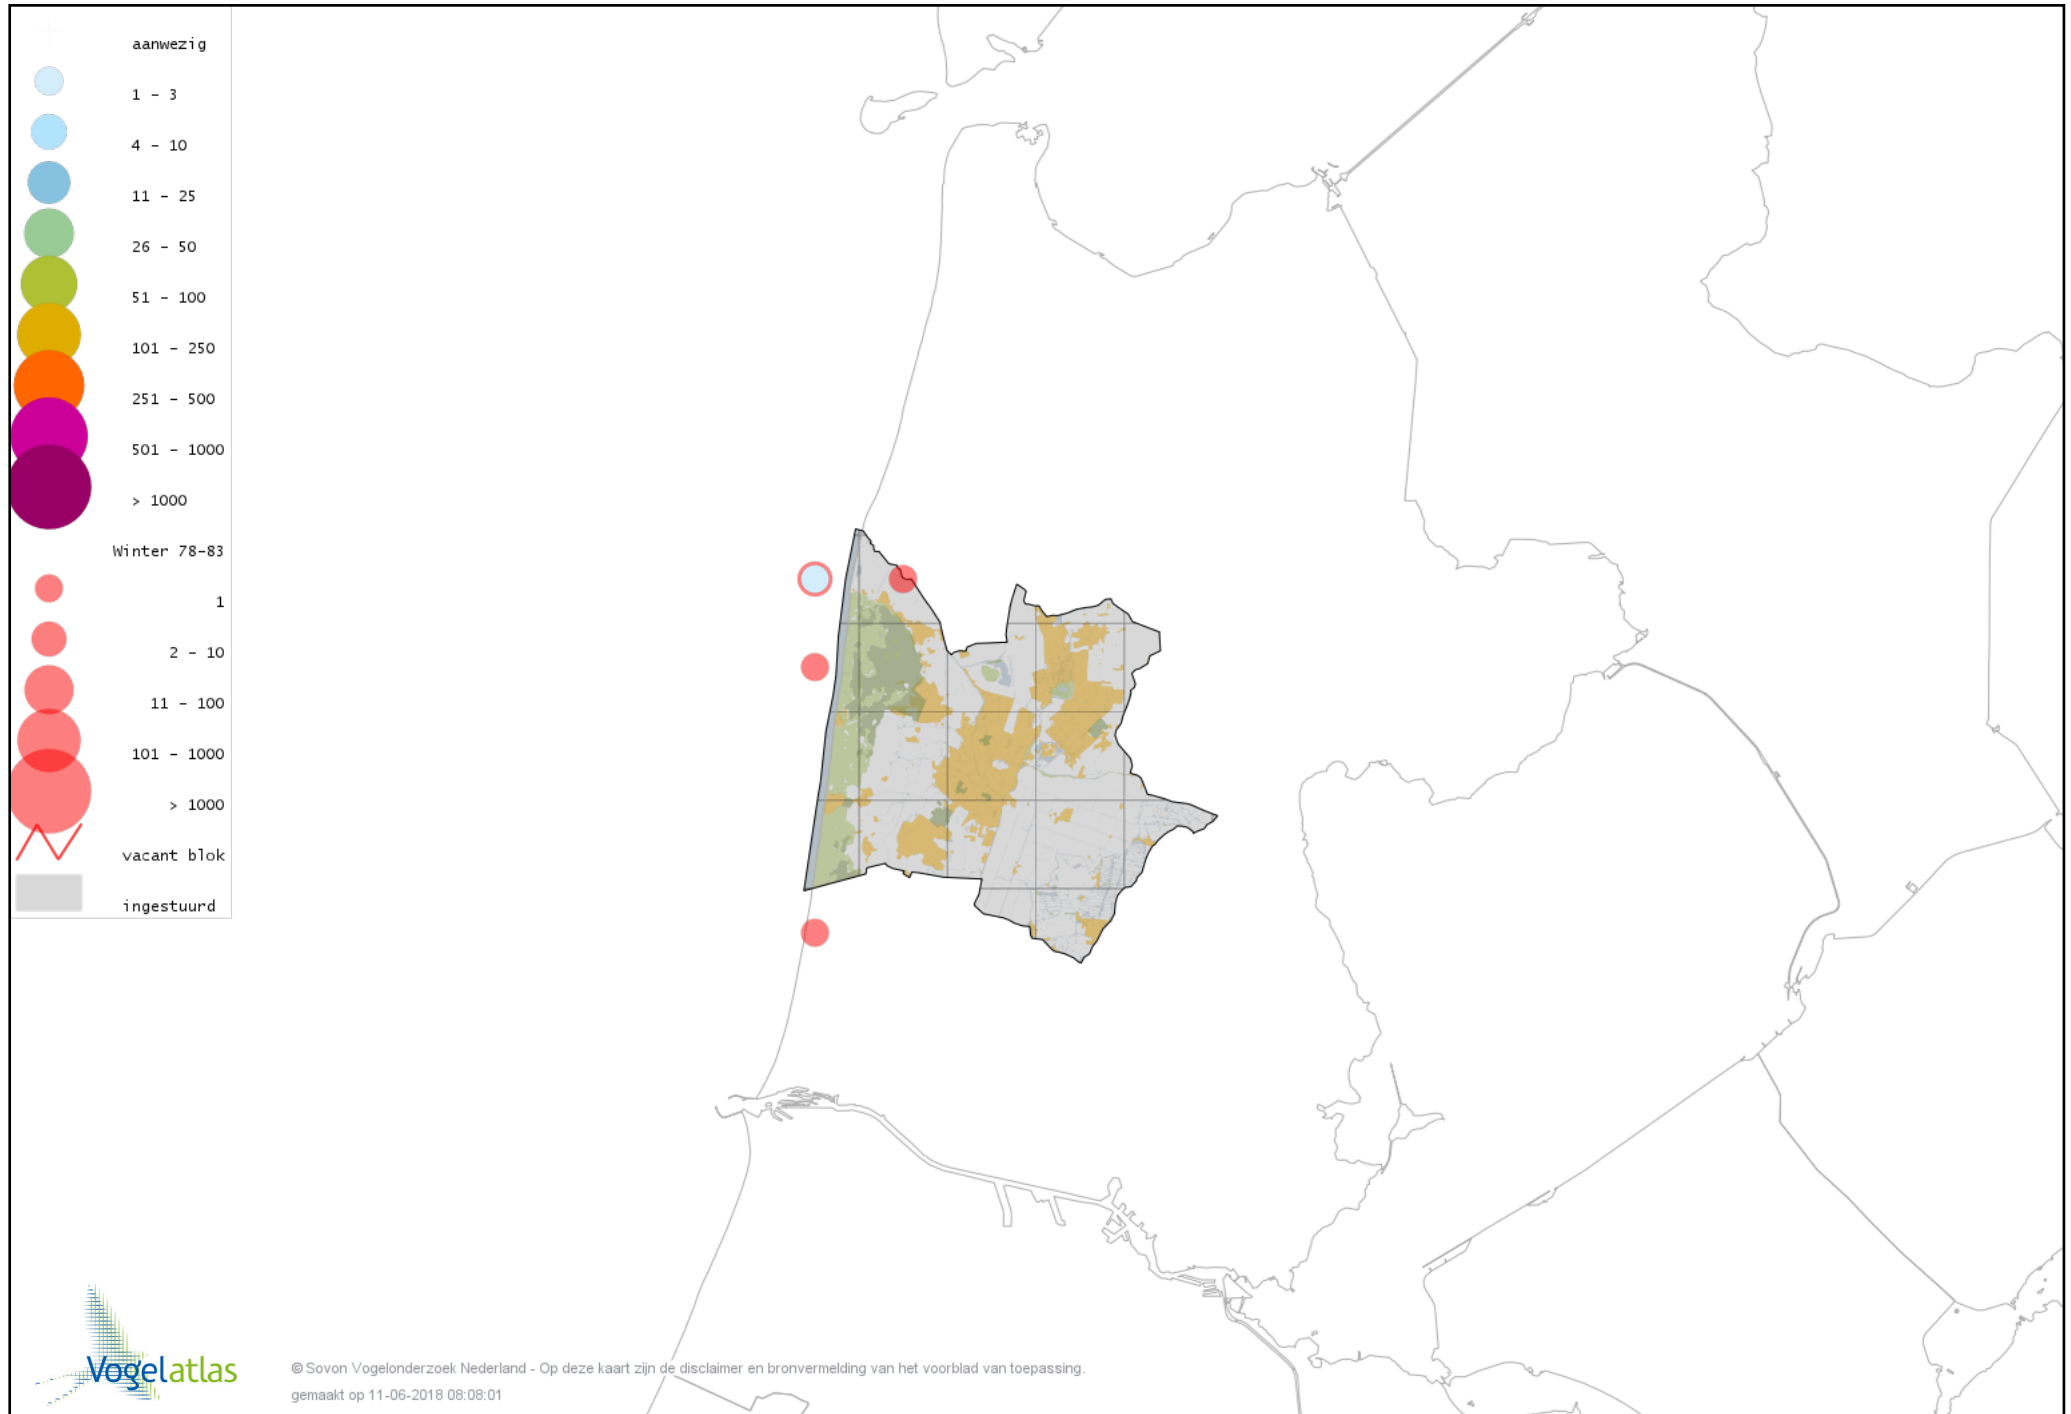 aanwezig
1 - 3
4 - 10
11 - 25
26 - 50
51 - 100
101 - 250
251 - 500
501 - 1000
> 1000
Winter 78-83
1
2 - 10
11 - 100
101 - 1000
> 1000
vacant blok
ingestuurd
Vogelatlas
© Sovon Vogelonderzoek Nederland - Op deze kaart zijn de disclaimer en bronvermelding van het voorblad van toepassing.
gemaakt op 11-06-2018 08:08:01